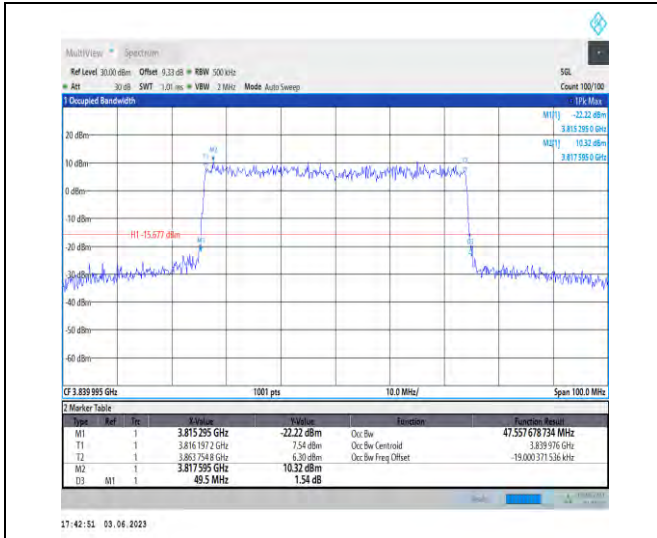 MultiView Spectrum
Ref Level 30.00 dBm Offset 9.33 dB RBW 500 kHz SGL
Att 30 dB SWT 1.01 ms VBW 2 MHz Mode Auto Sweep Count 100/100
1 Occupied Bandwidth 1Pk Max
M1[1] -22.22 dBm
3.815 295 0 GHz
M2[1] 10.32 dBm
3.817 595 0 GHz
20 dBm
10 dBm
0 dBm
-10 dBm
H1 -15.677 dBm
-30 dBm
-40 dBm
-50 dBm
-60 dBm
M2
M1
CF 3.839 995 GHz 1001 pts 10.0 MHz/ Span 100.0 MHz
2 Marker Table
Type Ref Trc X-Value Y-Value Function Function Result
M1 1 3.815 295 GHz -22.22 dBm Occ Bw 47.557 678 734 MHz
T1 1 3.816 197 2 GHz 7.54 dBm Occ Bw Centroid 3.839 976 GHz
T2 1 3.863 754 8 GHz 6.30 dBm Occ Bw Freq Offset -19.000 371 536 kHz
M2 1 3.817 595 GHz 10.32 dBm
D3 M1 1 49.5 MHz 1.54 dB
17:42:51 03.06.2023